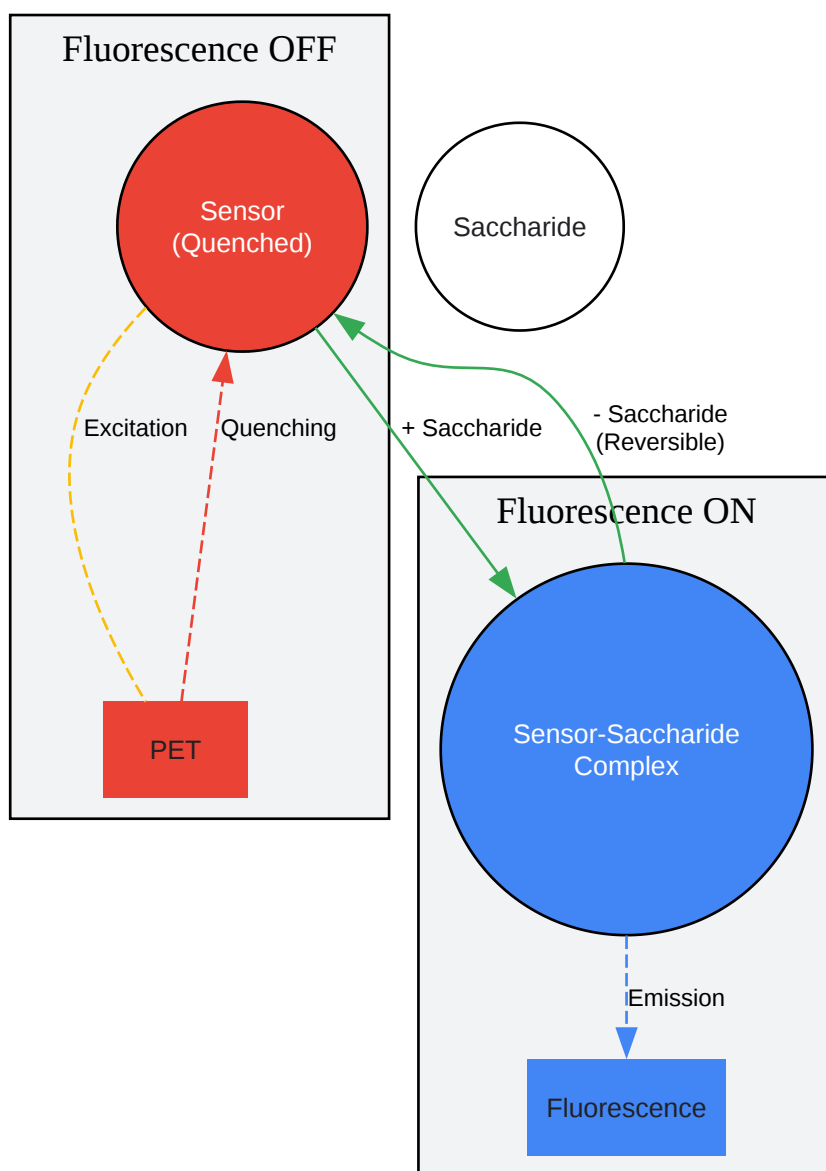 Fluorescence OFF
Sensor
(Quenched)
Saccharide
Excitation
Quenching
+ Saccharide
- Saccharide
(Reversible)
Fluorescence ON
PET
Sensor-Saccharide
Complex
Emission
Fluorescence